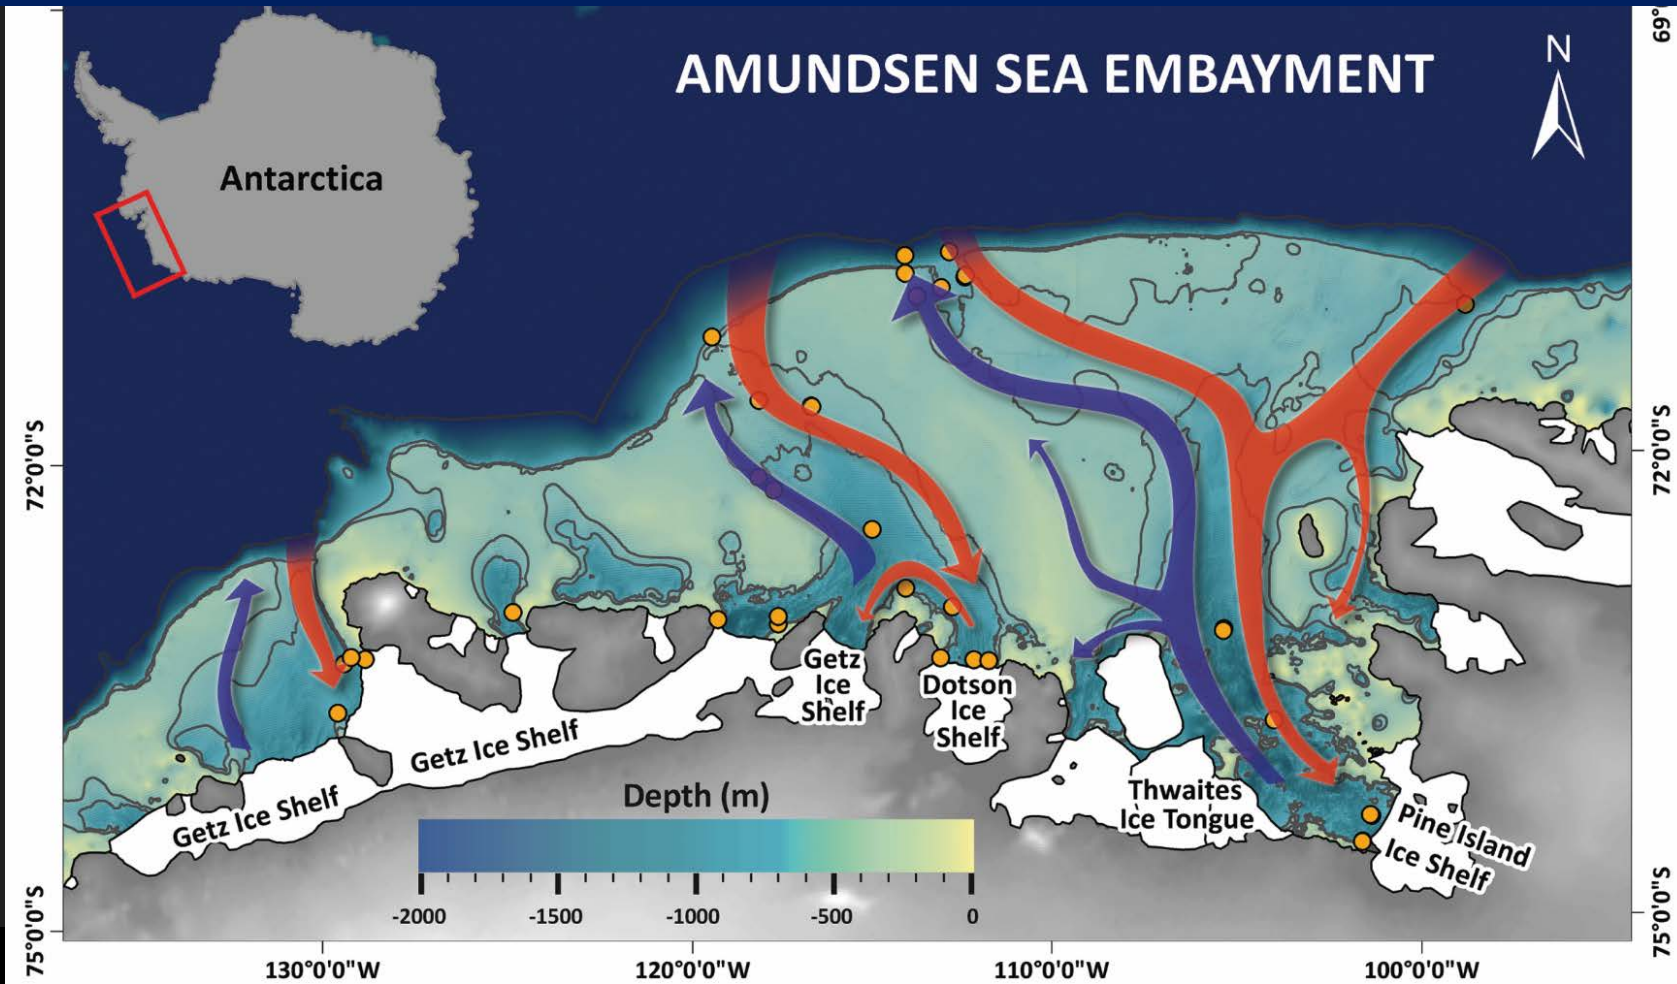 AMUNDSEN SEA EMBAYMENT
N
Antarctica
69°
72°0'0"S
72°0'0"S
75°0'0"S
75°0'0"S
Getz
Ice
Shelf
Dotson
Ice
Shelf
Getz Ice Shelf
Getz Ice Shelf
Thwaites
Ice Tongue
Pine Island
Ice Shelf
Depth (m)
-2000 -1500 -1000 -500 0
130°0'0"W 120°0'0"W 110°0'0"W 100°0'0"W